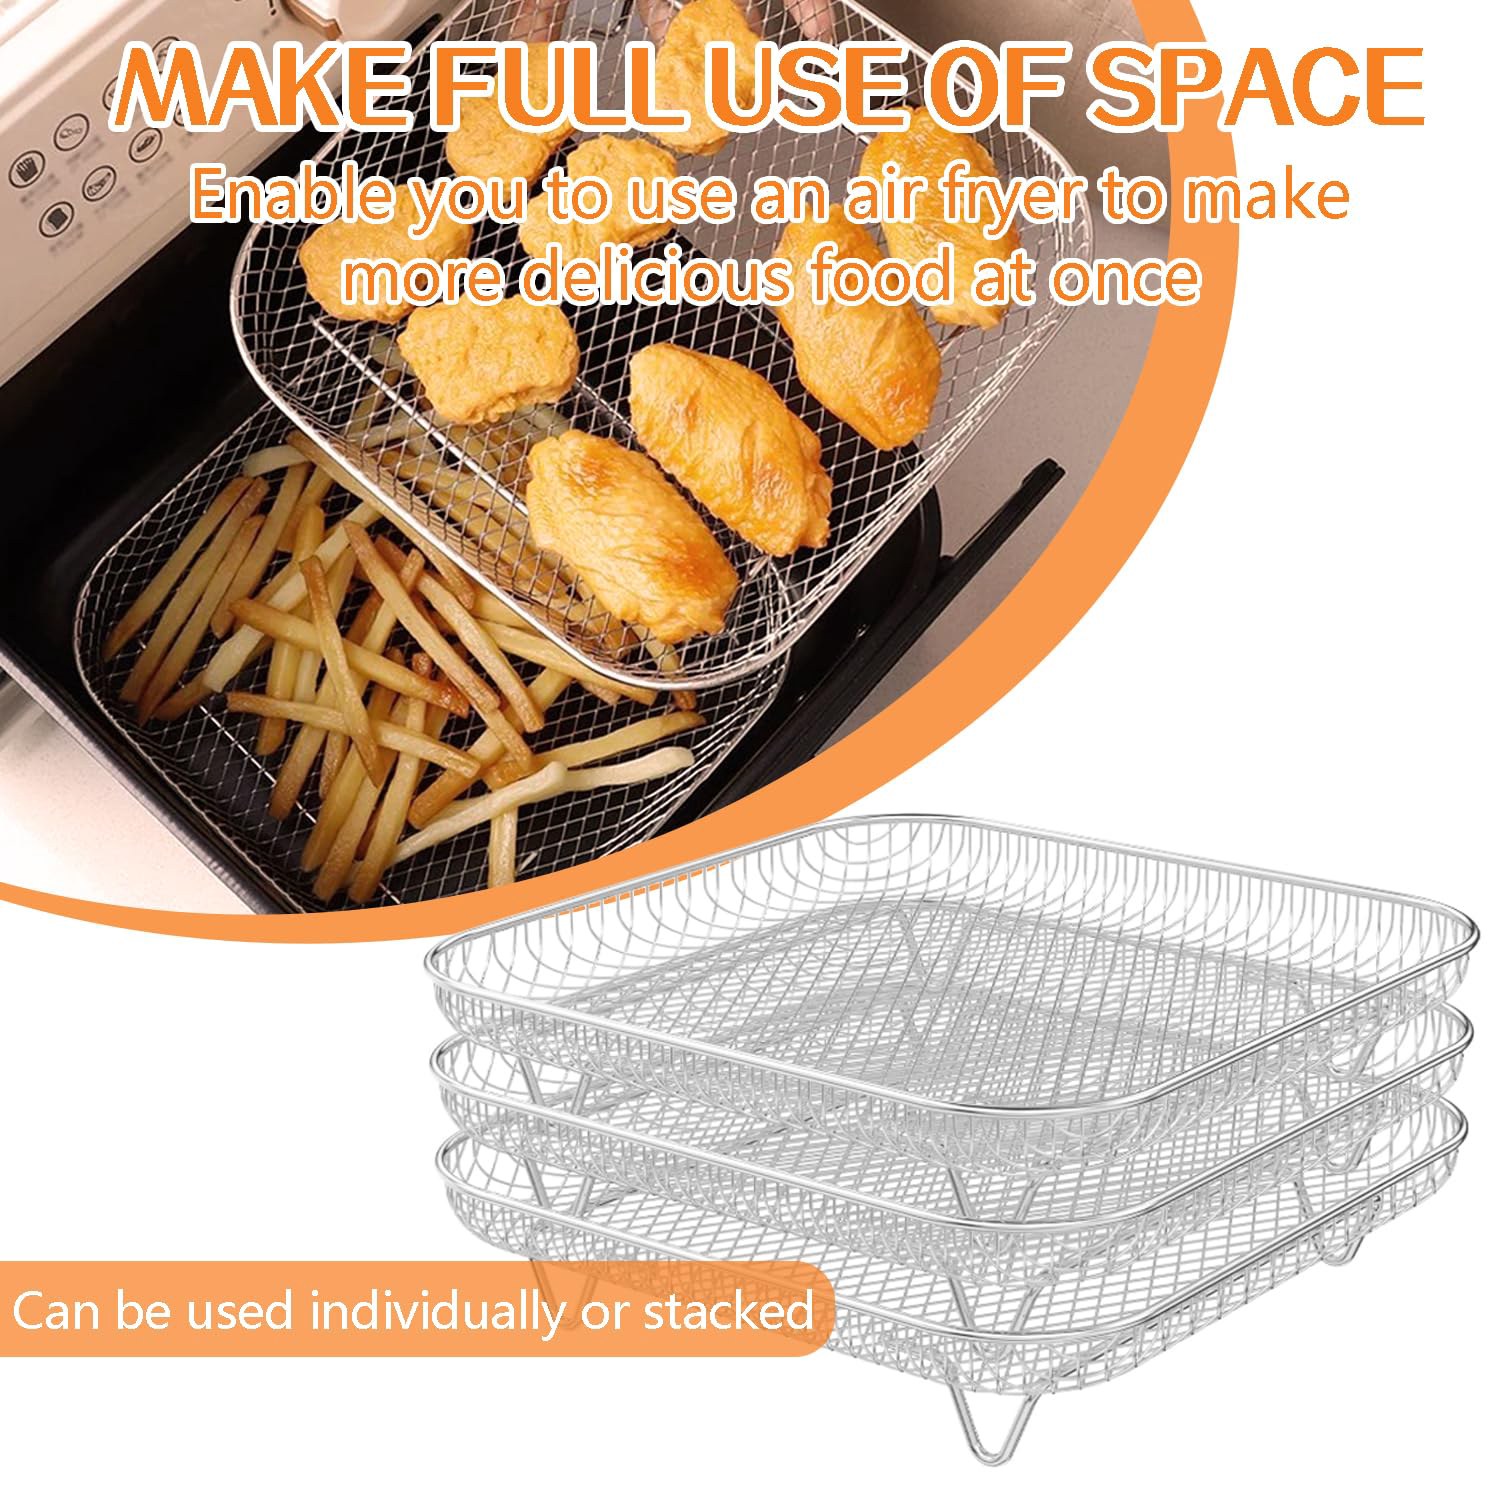 MAKE FULL USE OF SPACE
Enable you to use an air fryer to make
more delicious food at once
Can be used individually or stacked